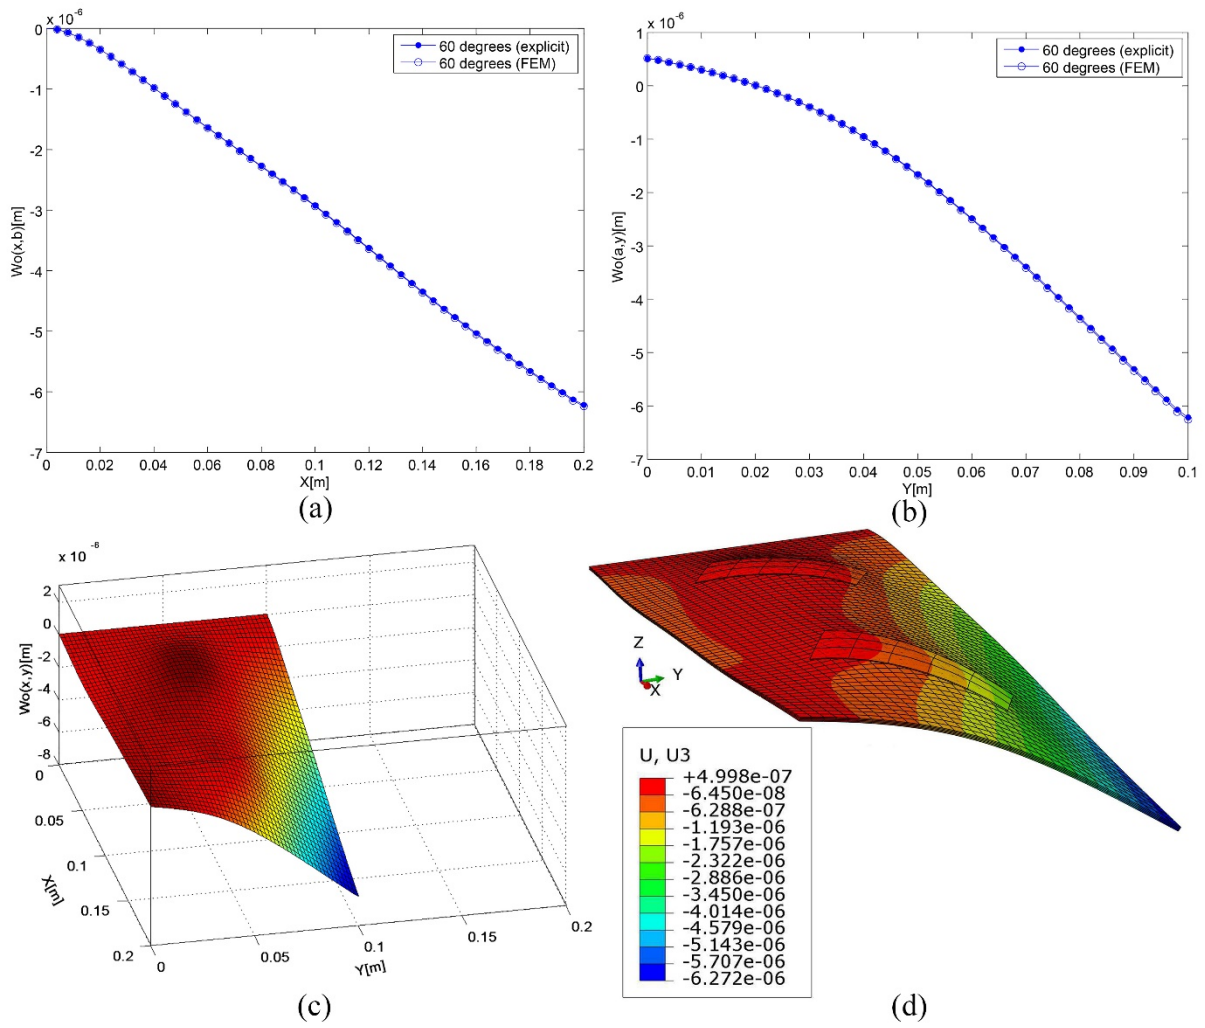 x 10^-6
0
-1
-2
-3
-4
-5
-6
-7
Wo(x,b)[m]
60 degrees (explicit)
60 degrees (FEM)
0 0.02 0.04 0.06 0.08 0.1 0.12 0.14 0.16 0.18 0.2
X[m]
(a)
x 10^-6
1
0
-1
-2
-3
-4
-5
-6
-7
Wo(a,y)[m]
60 degrees (explicit)
60 degrees (FEM)
0 0.01 0.02 0.03 0.04 0.05 0.06 0.07 0.08 0.09 0.1
Y[m]
(b)
x 10^-6
2
0
-2
-4
-6
-8
Wo(x,y)[m]
0
0.05
0.1
0.15
0.2
X[m]
0
0.05
0.1
0.15
0.2
Y[m]
(c)
Z
Y
X
U, U3
+4.998e-07
-6.450e-08
-6.288e-07
-1.193e-06
-1.757e-06
-2.322e-06
-2.886e-06
-3.450e-06
-4.014e-06
-4.579e-06
-5.143e-06
-5.707e-06
-6.272e-06
(d)